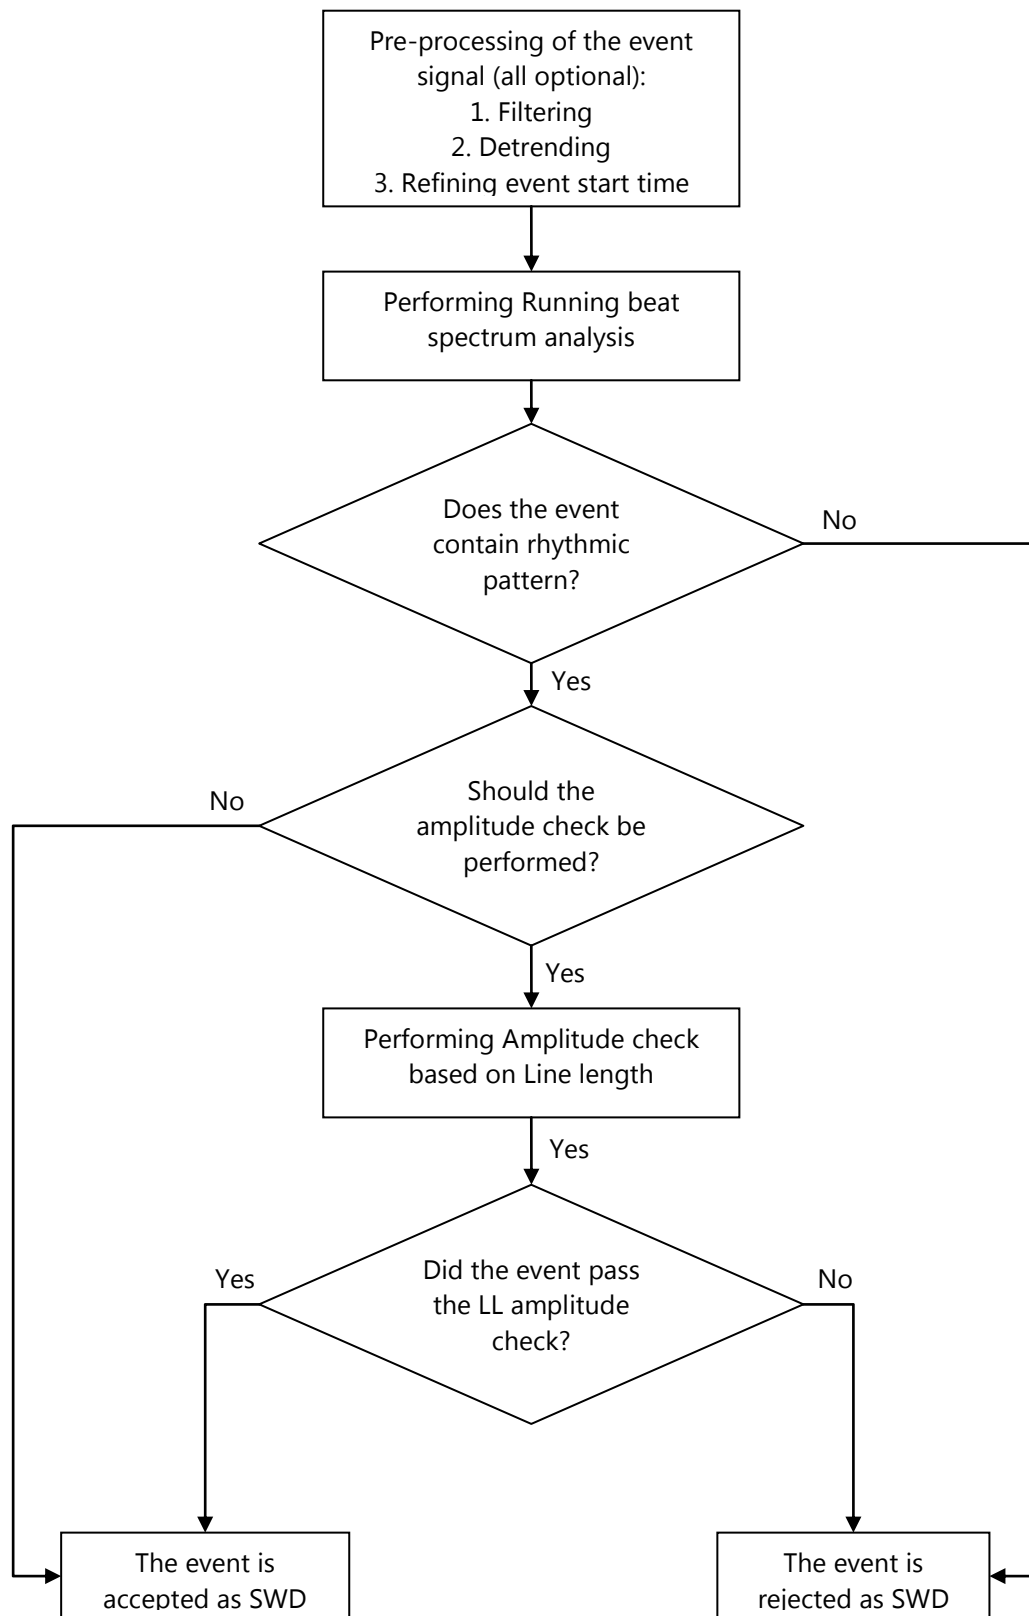 Pre-processing of the event
signal (all optional):
1. Filtering
2. Detrending
3. Refining event start time
Performing Running beat
spectrum analysis
Does the event
contain rhythmic
pattern?
No
Yes
Should the
amplitude check be
performed?
No
Yes
Performing Amplitude check
based on Line length
Yes
Did the event pass
the LL amplitude
check?
Yes
No
The event is
accepted as SWD
The event is
rejected as SWD